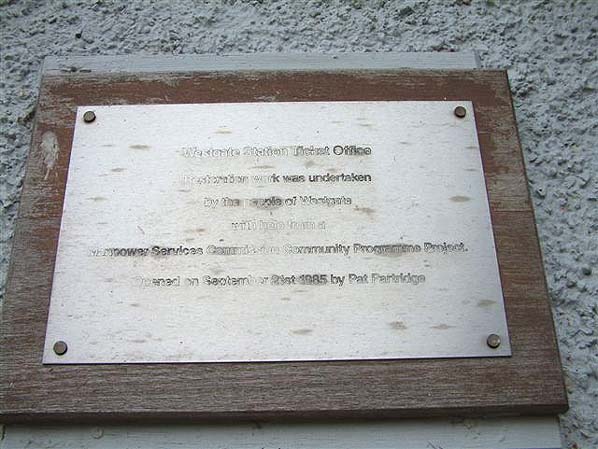 Westgate Station Ticket Office
Restoration work was undertaken
by the people of Westgate
with help from a
Manpower Services Commission Community Programme Project.
Opened on September 21st 1985 by Pat Partridge